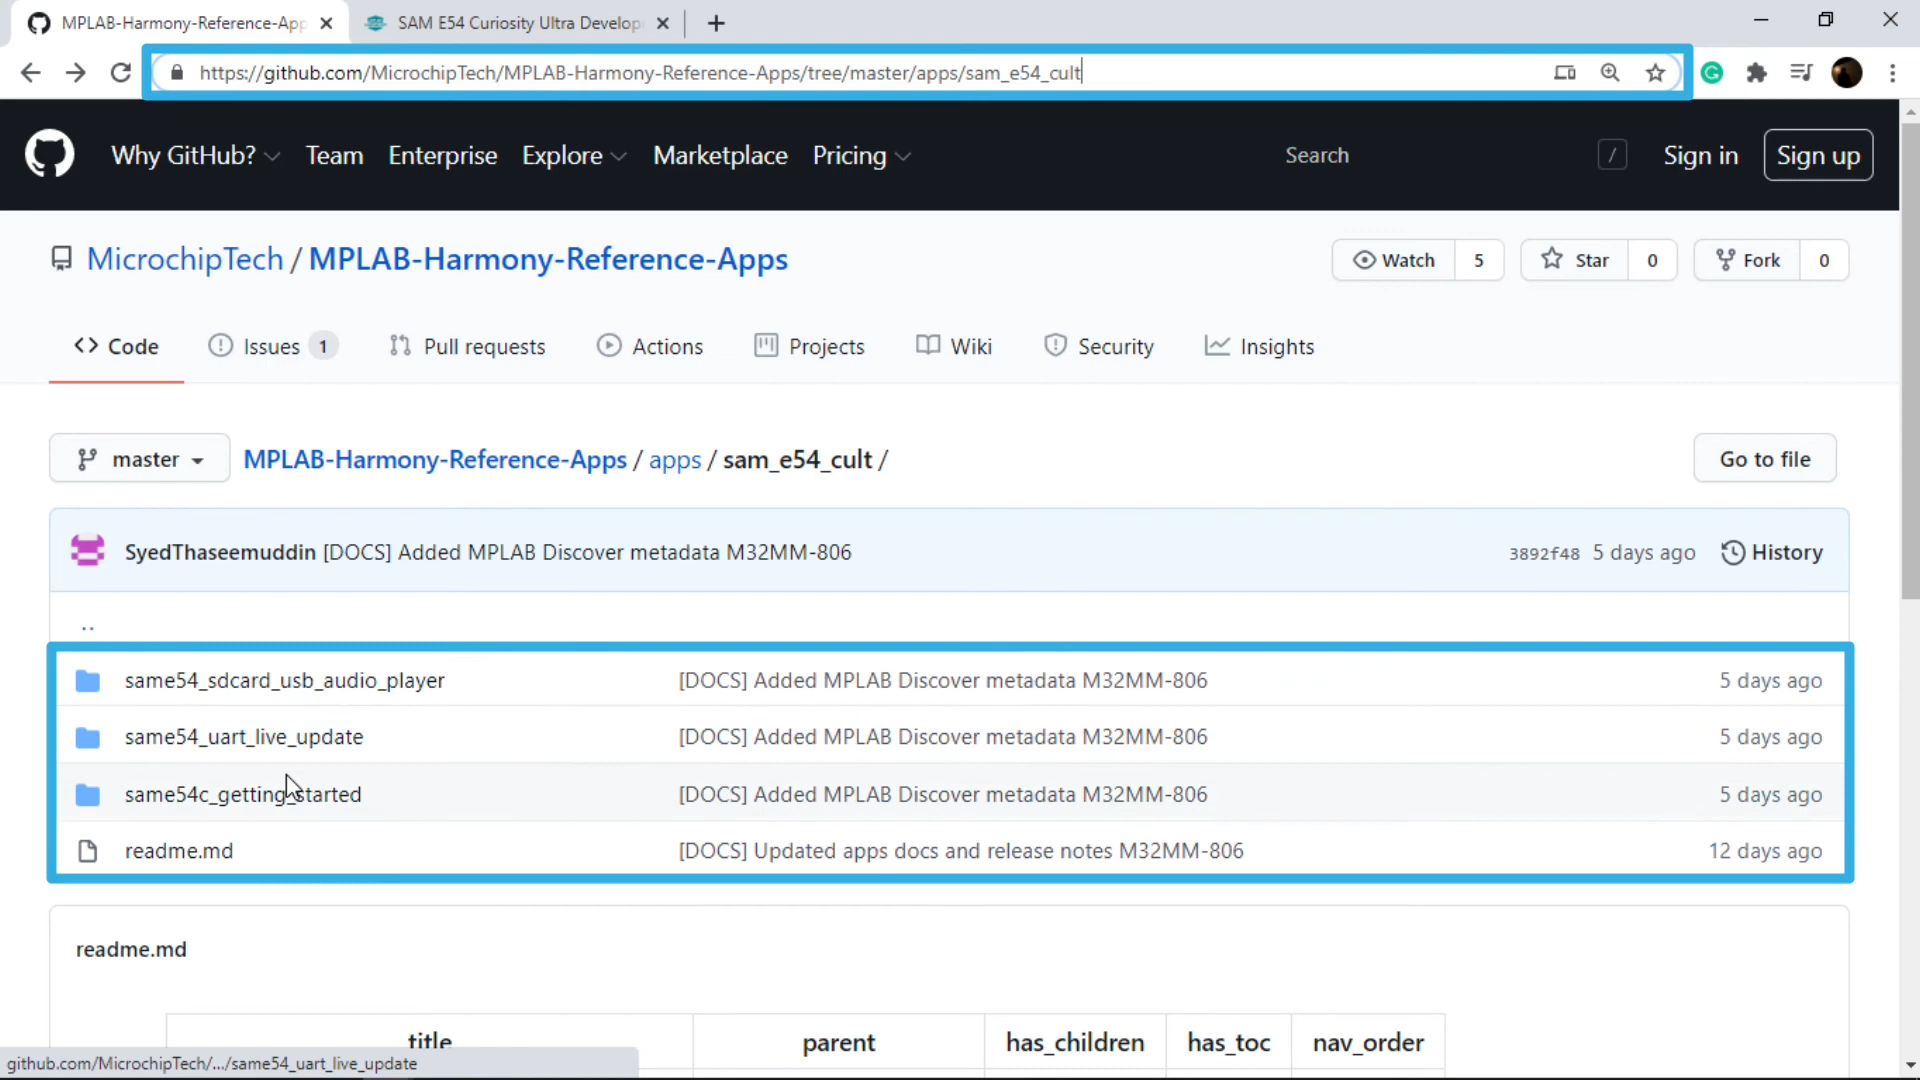 MPLAB-Harmony-Reference-App
SAM E54 Curiosity Ultra Develop
https://github.com/MicrochipTech/MPLAB-Harmony-Reference-Apps/tree/master/apps/sam_e54_cult
Why GitHub? Team Enterprise Explore Marketplace Pricing Search / Sign in Sign up
MicrochipTech / MPLAB-Harmony-Reference-Apps
Watch 5 Star 0 Fork 0
Code Issues 1 Pull requests Actions Projects Wiki Security Insights
master MPLAB-Harmony-Reference-Apps / apps / sam_e54_cult / Go to file
SyedThaseemuddin [DOCS] Added MPLAB Discover metadata M32MM-806 3892f48 5 days ago History
..
same54_sdcard_usb_audio_player [DOCS] Added MPLAB Discover metadata M32MM-806 5 days ago
same54_uart_live_update [DOCS] Added MPLAB Discover metadata M32MM-806 5 days ago
same54c_getting_started [DOCS] Added MPLAB Discover metadata M32MM-806 5 days ago
readme.md [DOCS] Updated apps docs and release notes M32MM-806 12 days ago
readme.md
title parent has_children has_toc nav_order
github.com/MicrochipTech/.../same54_uart_live_update